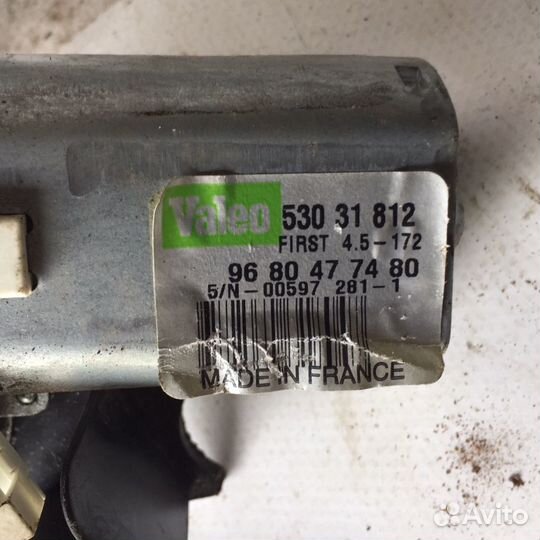 Valeo 530 31 812
FIRST 4.5-172
96 80 47 74 80
S/N-00597 281-1
MADE IN FRANCE
Avito